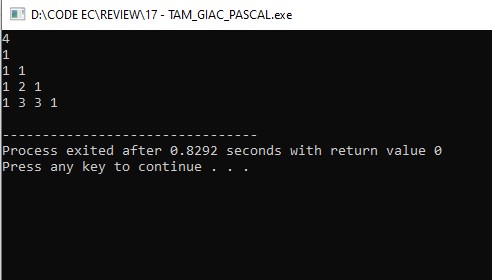 D:\CODE EC\REVIEW\17 - TAM_GIAC_PASCAL.exe
4
1
1 1
1 2 1
1 3 3 1
--------------------------------
Process exited after 0.8292 seconds with return value 0
Press any key to continue . . .